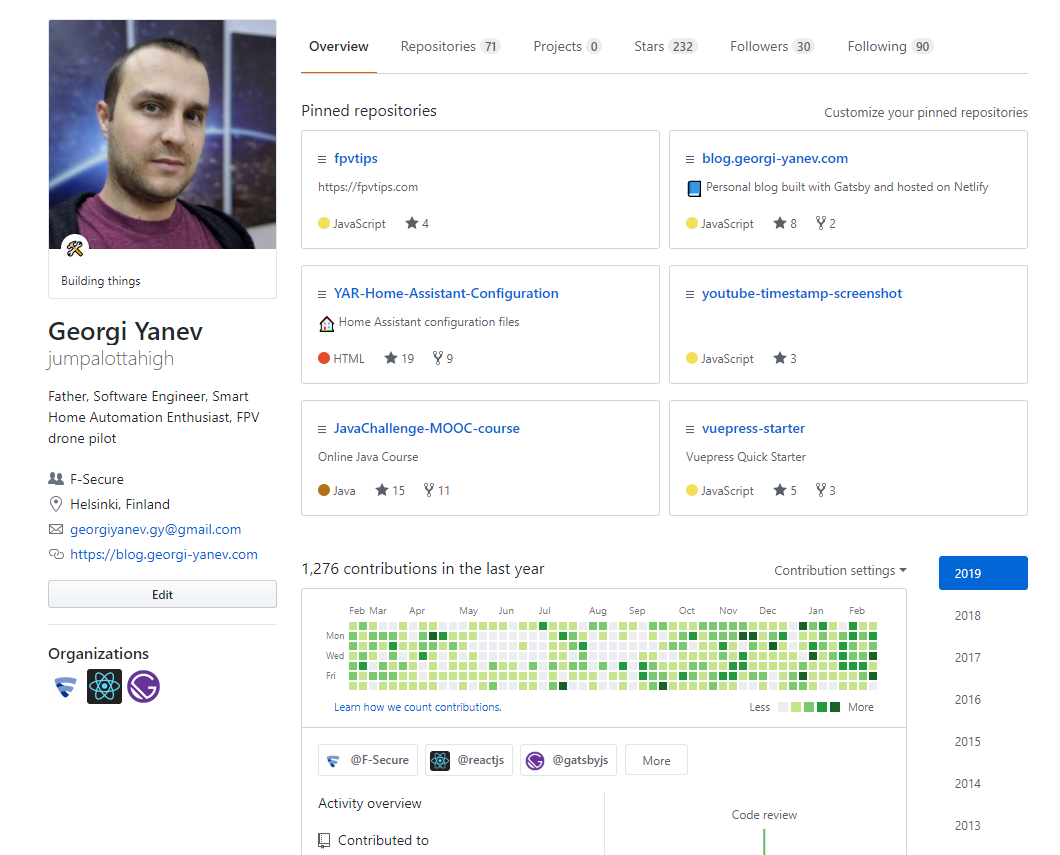 Overview Repositories 71 Projects 0 Stars 232 Followers 30 Following 90
Building things
Georgi Yanev
jumpalottahigh
Father, Software Engineer, Smart
Home Automation Enthusiast, FPV
drone pilot
F-Secure
Helsinki, Finland
georgiyanev.gy@gmail.com
https://blog.georgi-yanev.com
Edit
Organizations
Pinned repositories
Customize your pinned repositories
fpvtips
https://fpvtips.com
JavaScript 4
blog.georgi-yanev.com
Personal blog built with Gatsby and hosted on Netlify
JavaScript 8 2
YAR-Home-Assistant-Configuration
Home Assistant configuration files
HTML 19 9
youtube-timestamp-screenshot
JavaScript 3
JavaChallenge-MOOC-course
Online Java Course
Java 15 11
vuepress-starter
Vuepress Quick Starter
JavaScript 5 3
1,276 contributions in the last year
Contribution settings
Feb Mar Apr May Jun Jul Aug Sep Oct Nov Dec Jan Feb
Mon
Wed
Fri
Learn how we count contributions.
Less More
@F-Secure @reactjs @gatsbyjs More
Activity overview
Contributed to
Code review
2019
2018
2017
2016
2015
2014
2013